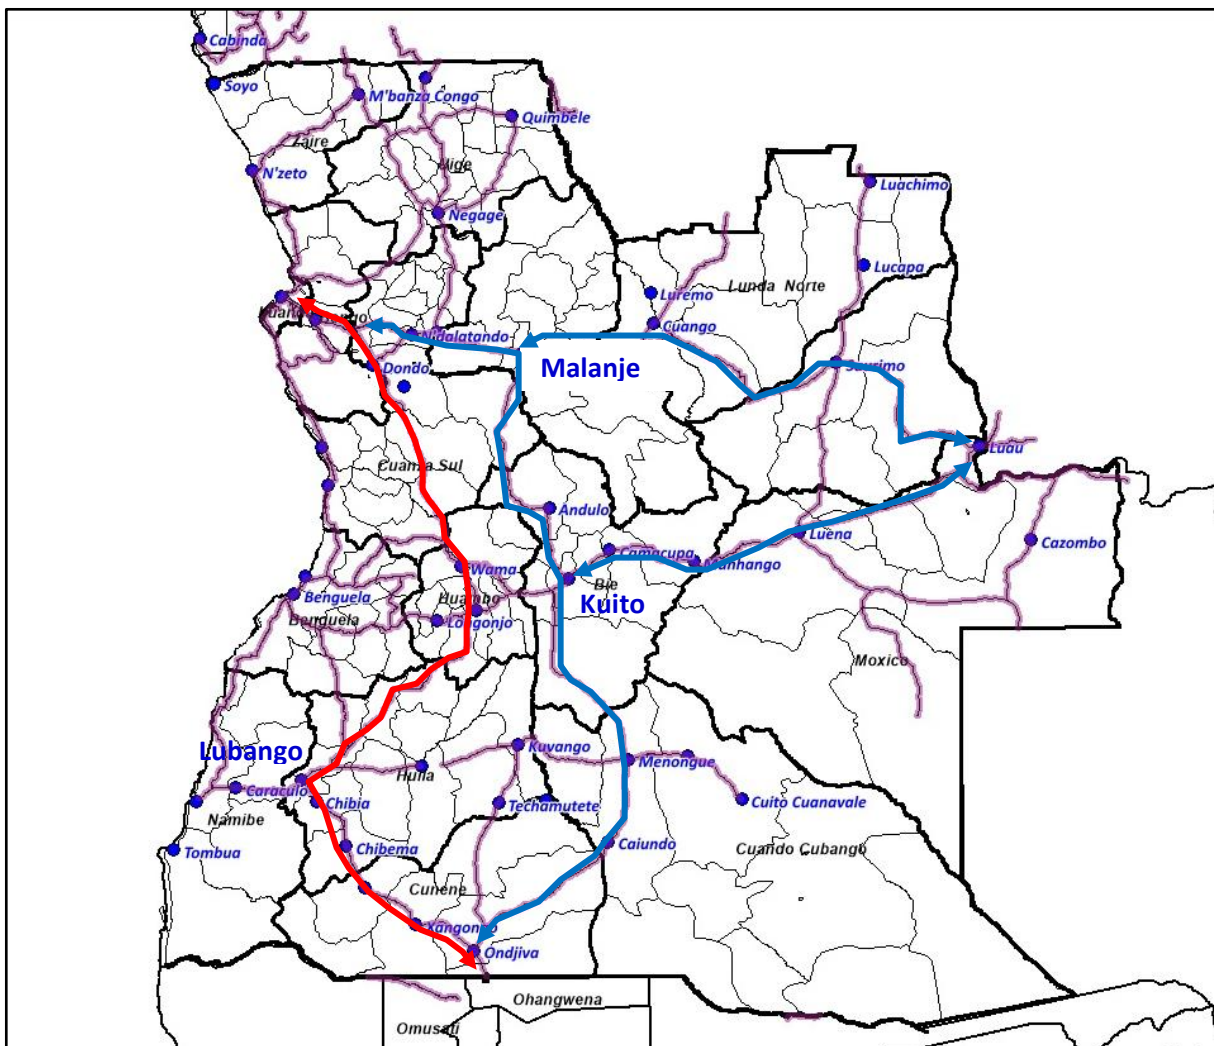 Cabinda
Soyo
M'banza Congo
Quimbele
Zaire
Uige
N'zeto
Luachimo
Negage
Lucapa
Luremo
Lunda Norte
Cuango
Ndalatando
Malanje
Dondo
Saurimo
Cuanza Sul
Luau
Andulo
Luena
Cazombo
Camacupa
Munhango
Wama
Bie
Kuito
Benguela
Huambo
Benguela
Longonjo
Moxico
Lubango
Kuvango
Menongue
Huila
Caraculo
Chibia
Techamutete
Cuito Cuanavale
Namibe
Tombua
Chibema
Caiundo
Cuando Cubango
Cunene
Xangongo
Ondjiva
Ohangwena
Omusati